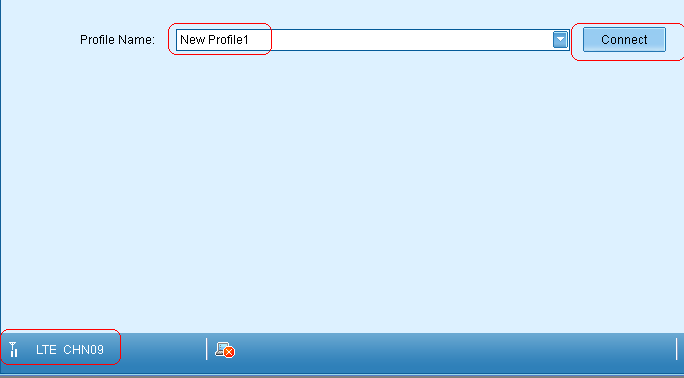 Profile Name: New Profile1 Connect
LTE CHN09